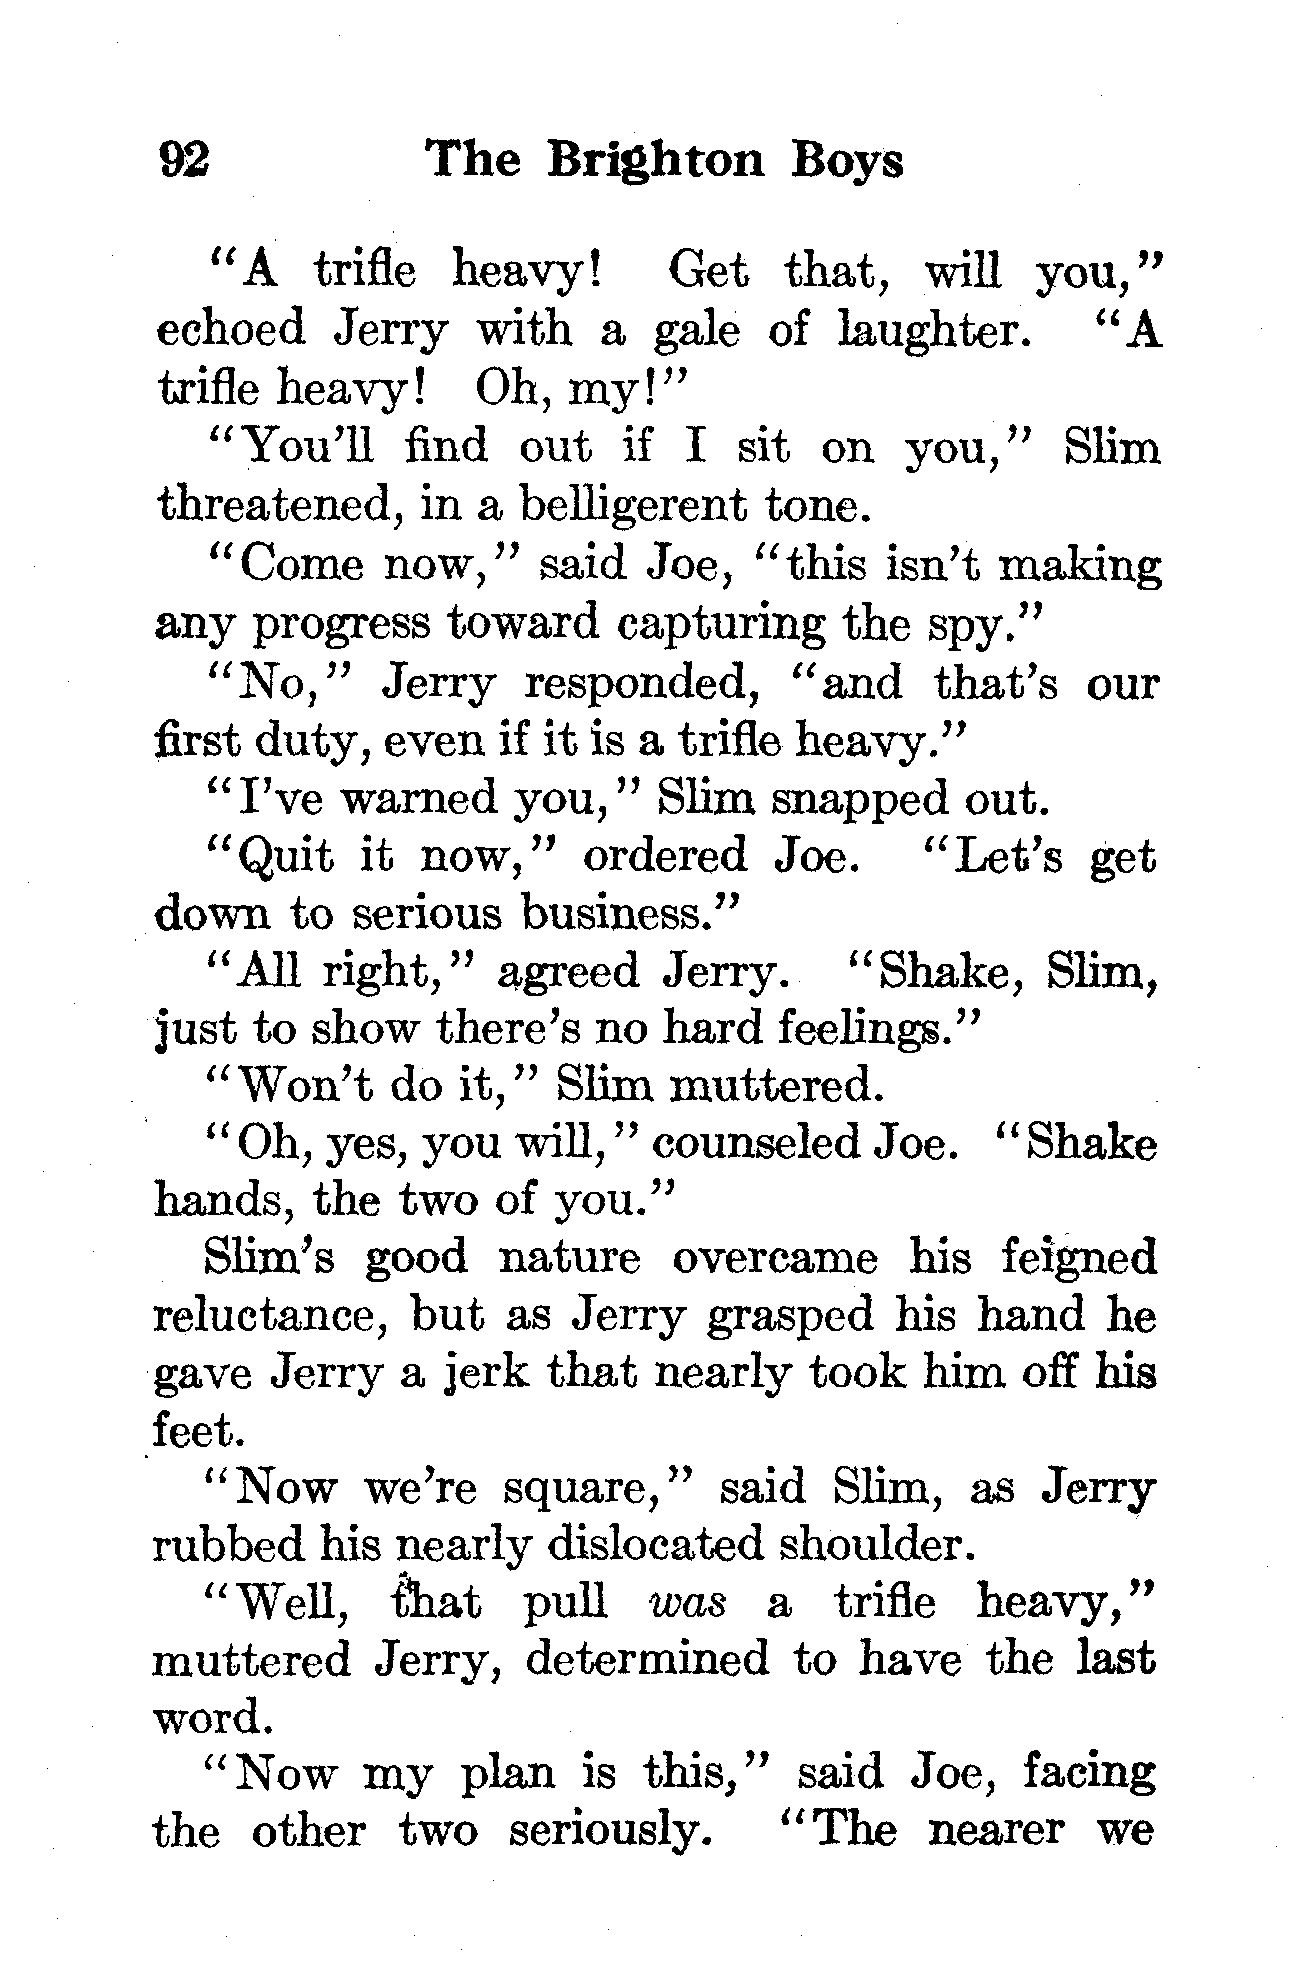 92 The Brighton Boys
"A trifle heavy! Get that, will you,"
echoed Jerry with a gale of laughter. "A
trifle heavy! Oh, my!"
"You'll find out if I sit on you," Slim
threatened, in a belligerent tone.
"Come now," said Joe, "this isn't making
any progress toward capturing the spy."
"No," Jerry responded, "and that's our
first duty, even if it is a trifle heavy."
"I've warned you," Slim snapped out.
"Quit it now," ordered Joe. "Let's get
down to serious business."
"All right," agreed Jerry. "Shake, Slim,
just to show there's no hard feelings."
"Won't do it," Slim muttered.
"Oh, yes, you will," counseled Joe. "Shake
hands, the two of you."
Slim's good nature overcame his feigned
reluctance, but as Jerry grasped his hand he
gave Jerry a jerk that nearly took him off his
feet.
"Now we're square," said Slim, as Jerry
rubbed his nearly dislocated shoulder.
"Well, that pull was a trifle heavy,"
muttered Jerry, determined to have the last
word.
"Now my plan is this," said Joe, facing
the other two seriously. "The nearer we